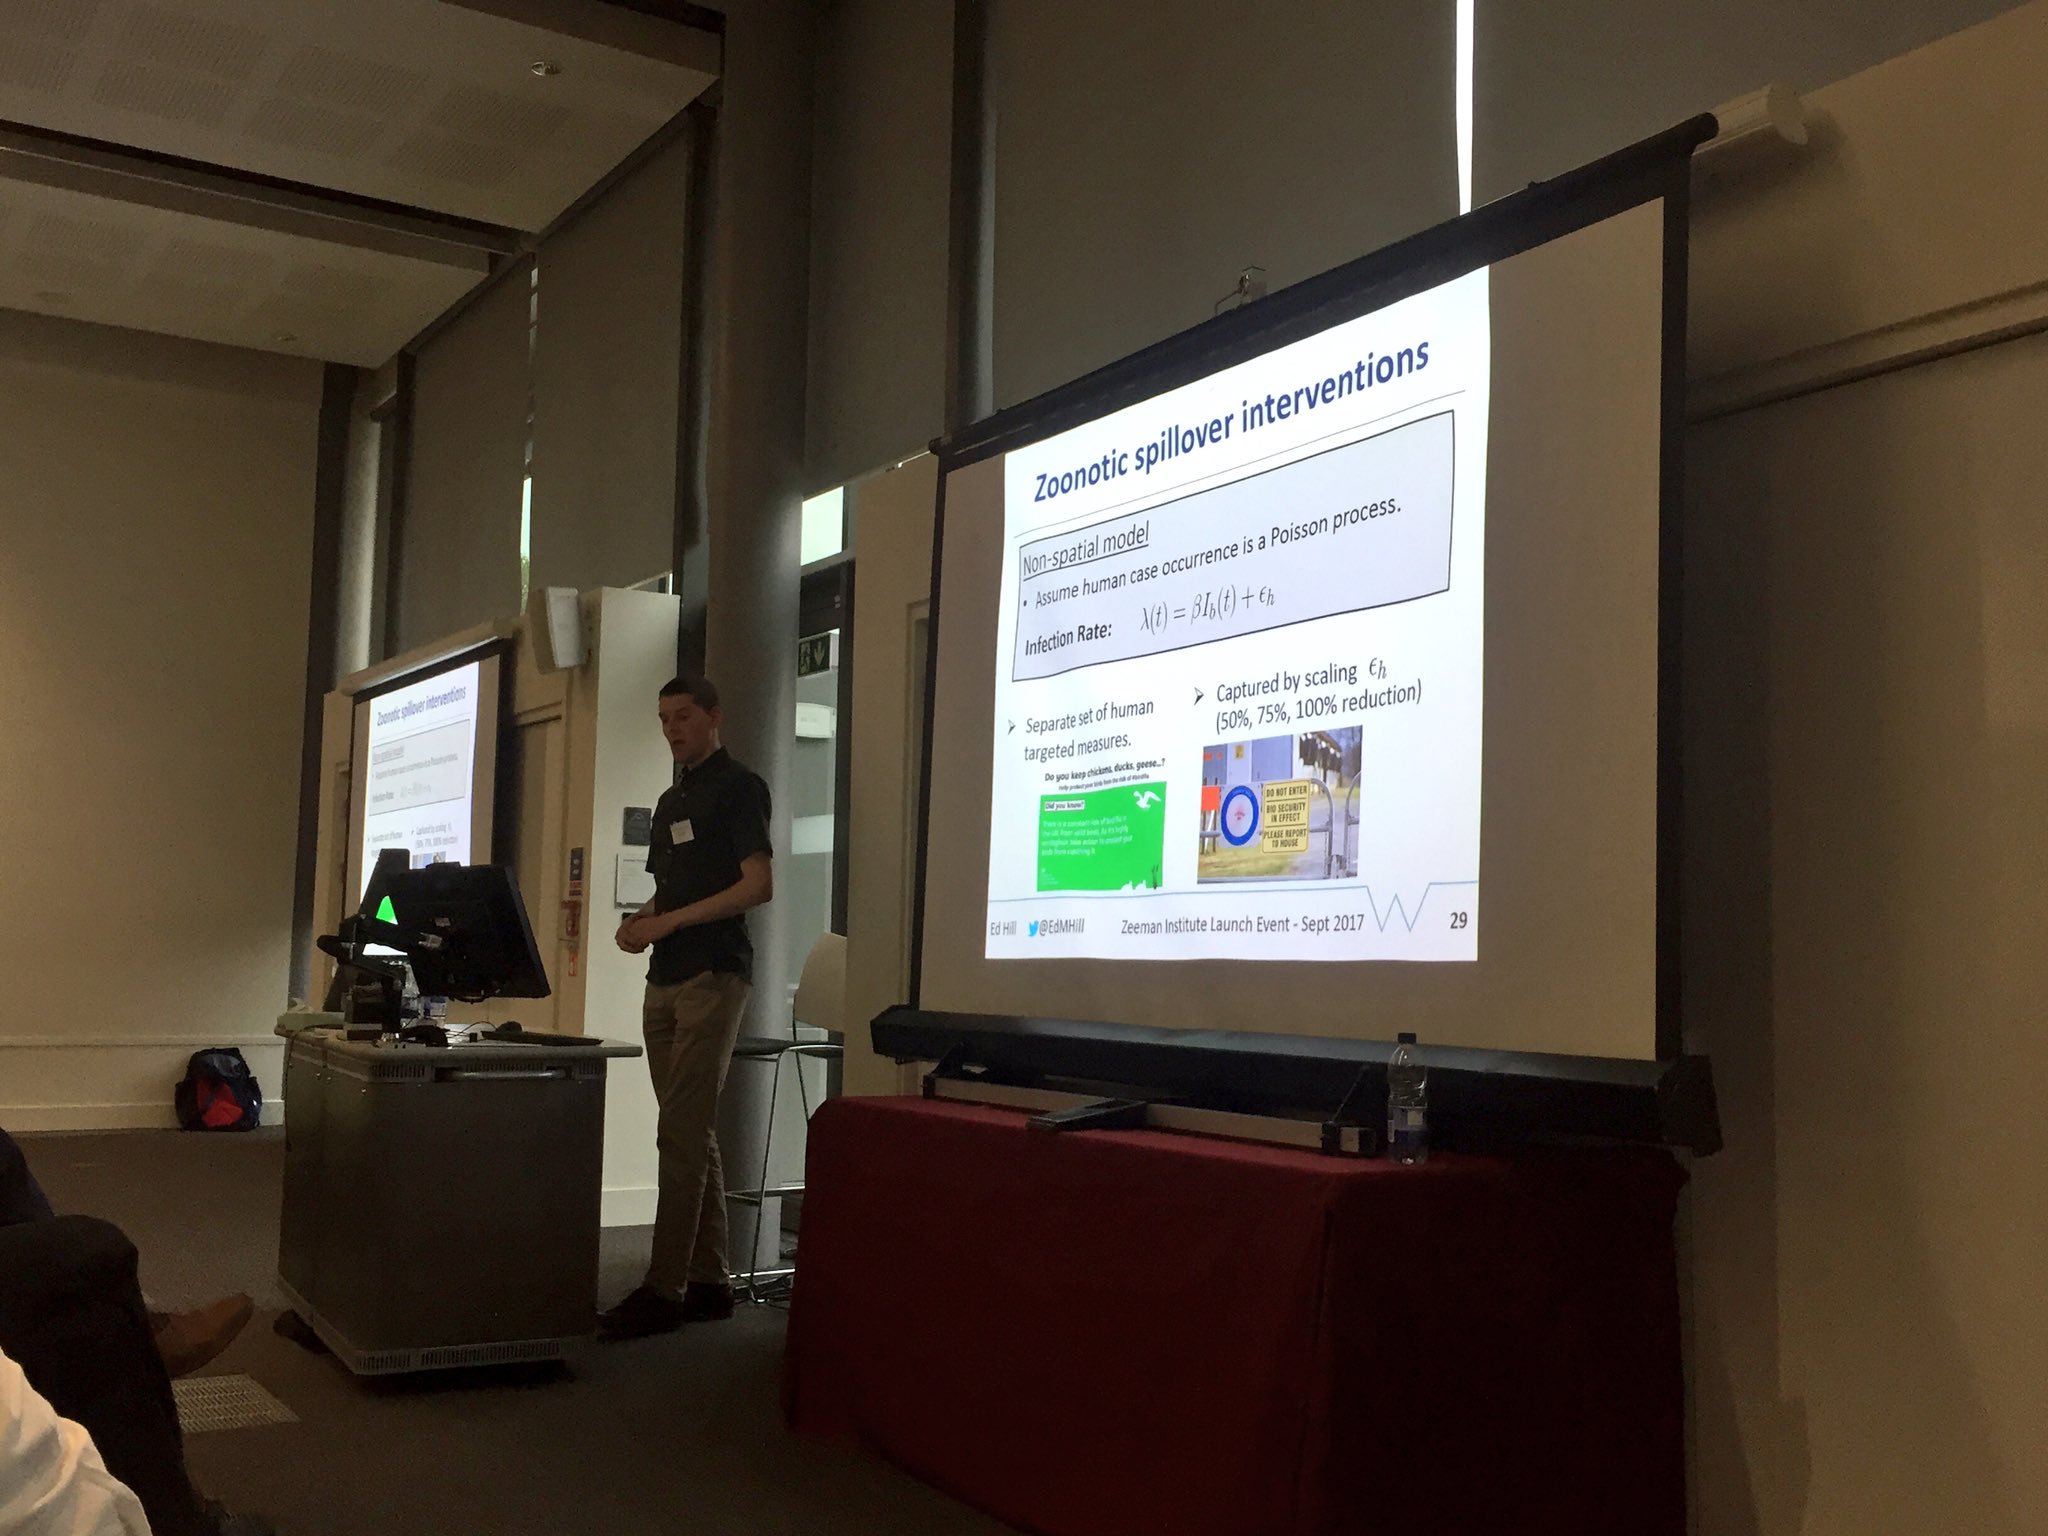 Zoonotic spillover interventions
Non-spatial model
• Assume human case occurrence is a Poisson process.
Infection Rate: λ(t) = βI_b(t) + ϵ_h
➢ Separate set of human
targeted measures.
➢ Captured by scaling ϵ_h
(50%, 75%, 100% reduction)
Do you keep chickens, ducks, geese...?
Did you know?
DO NOT ENTER
BIO SECURITY
IN EFFECT
PLEASE REPORT
TO HOUSE
Ed Hill @EdMHill Zeeman Institute Launch Event - Sept 2017 29
Zoonotic spillover interventions